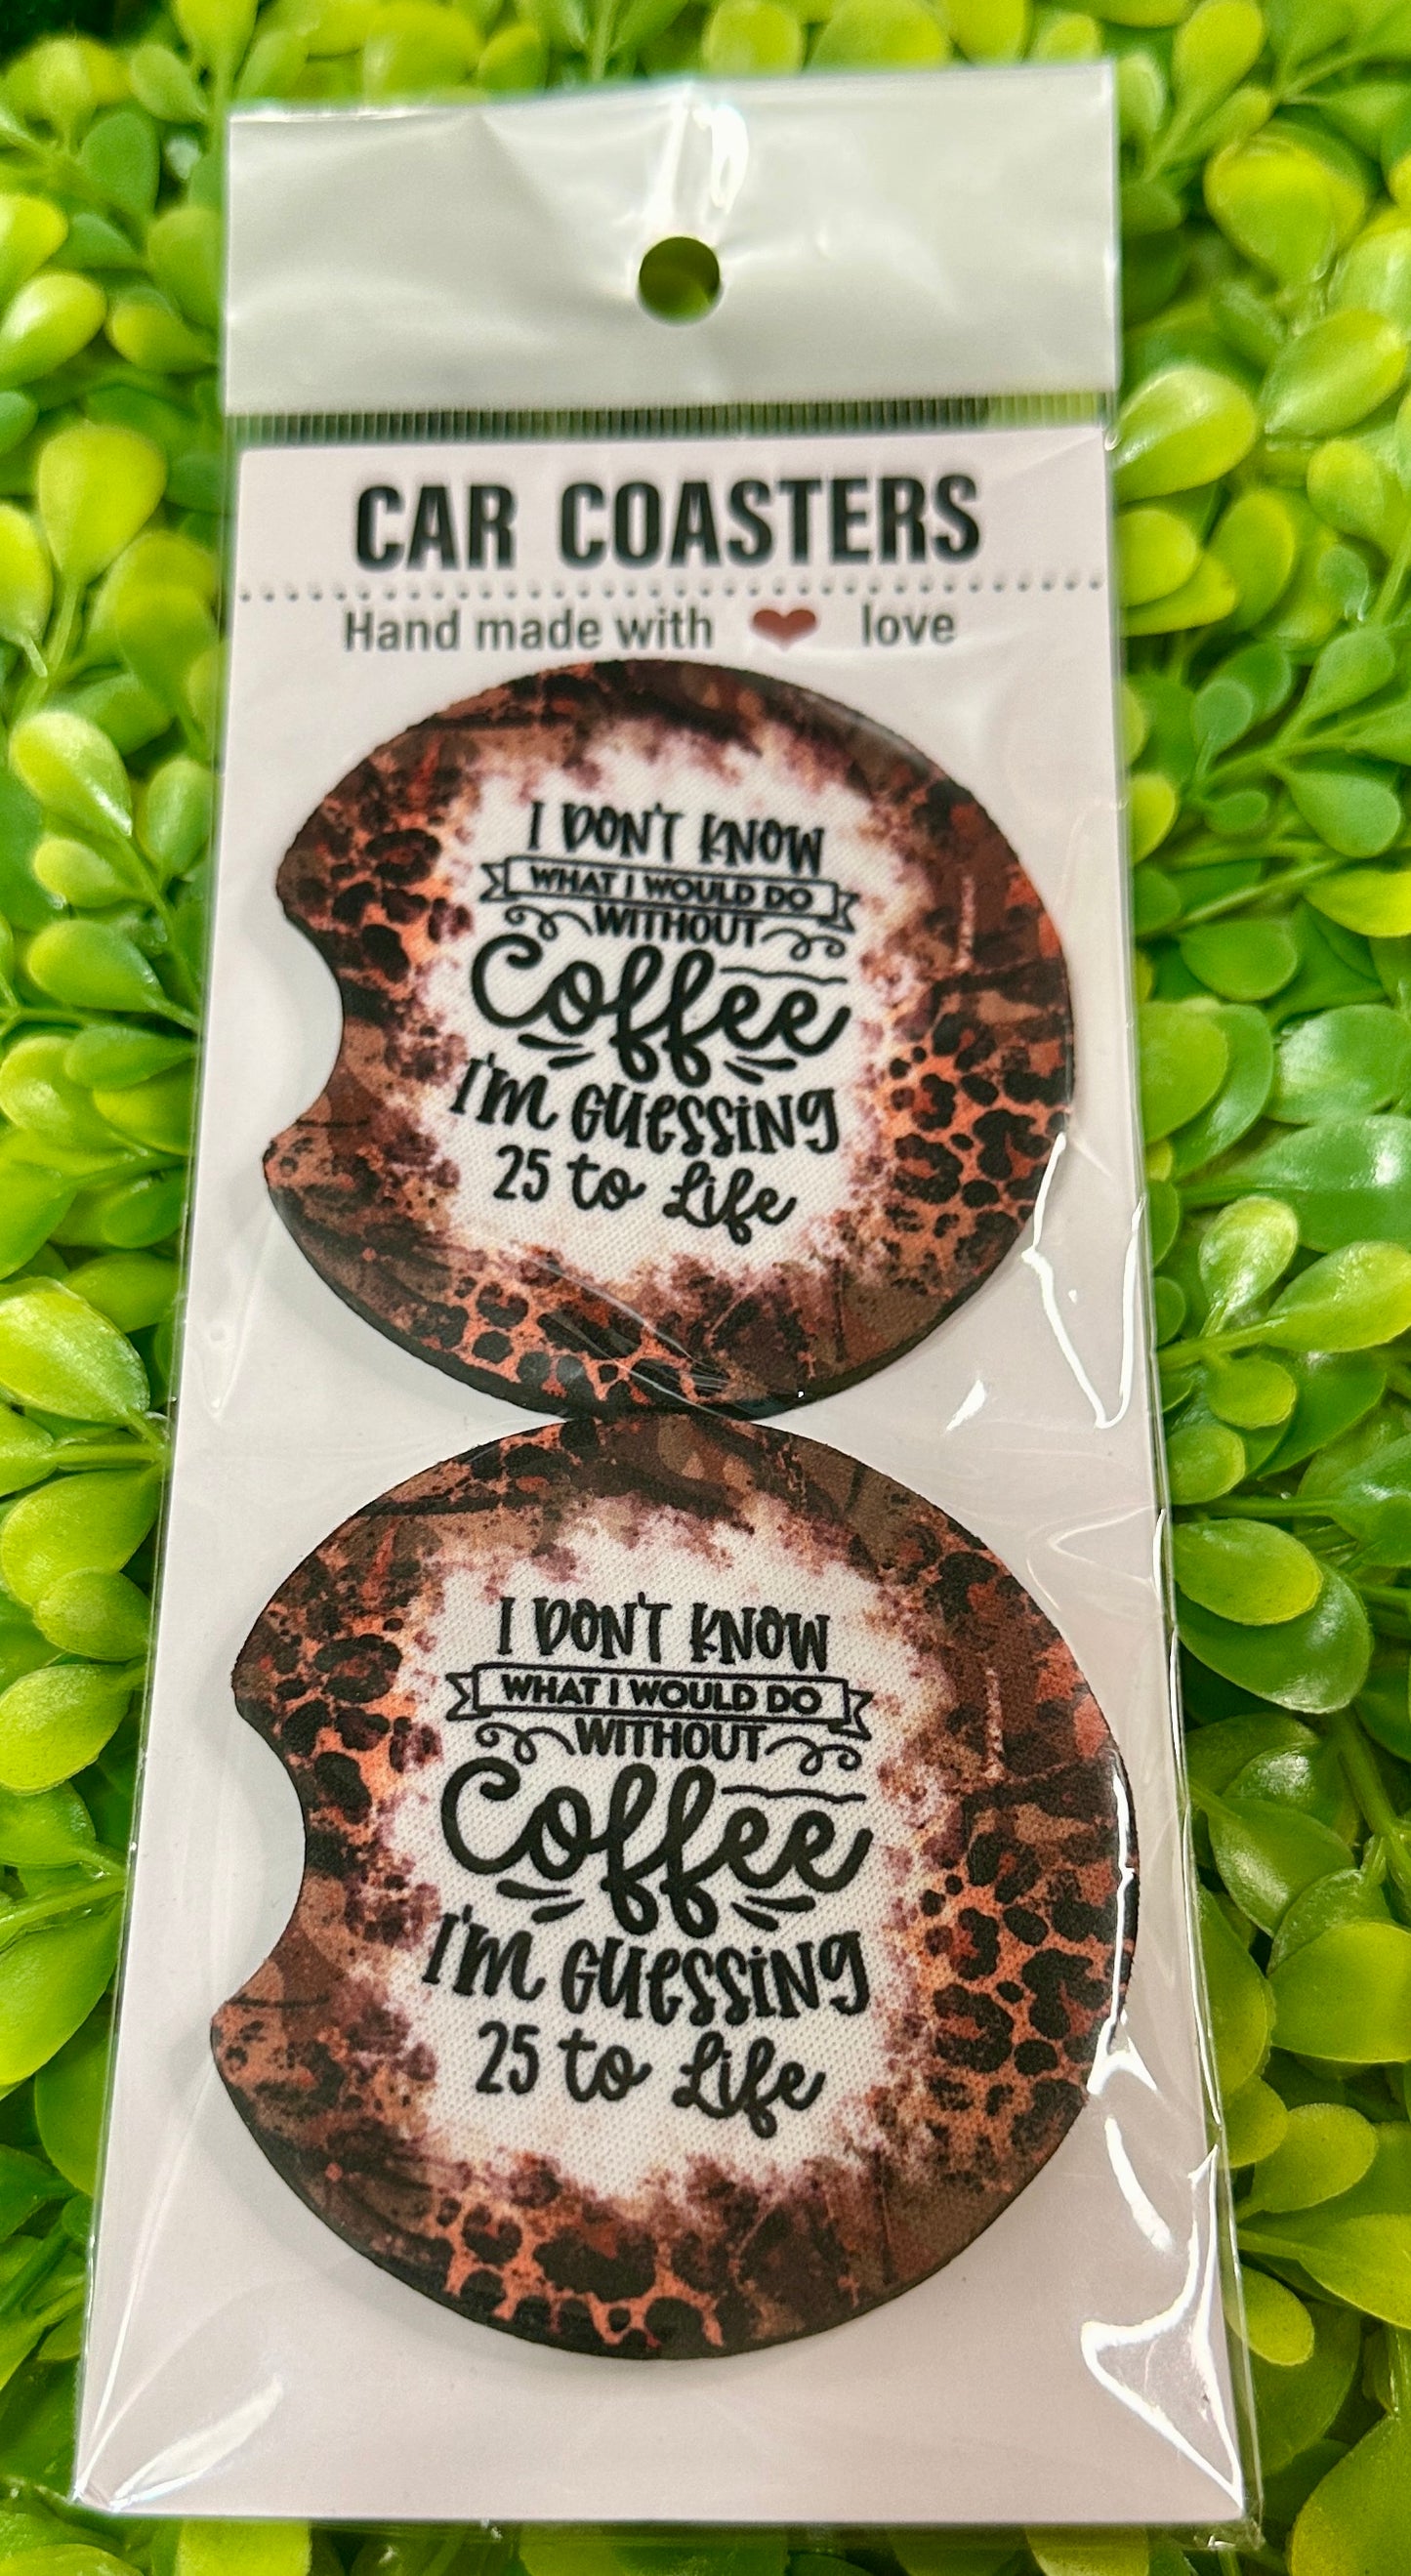 CAR COASTERS
Hand made with ❤ love
I DON'T KNOW
WHAT I WOULD DO
WITHOUT
Coffee
I'M GUESSING
25 to Life
I DON'T KNOW
WHAT I WOULD DO
WITHOUT
Coffee
I'M GUESSING
25 to Life